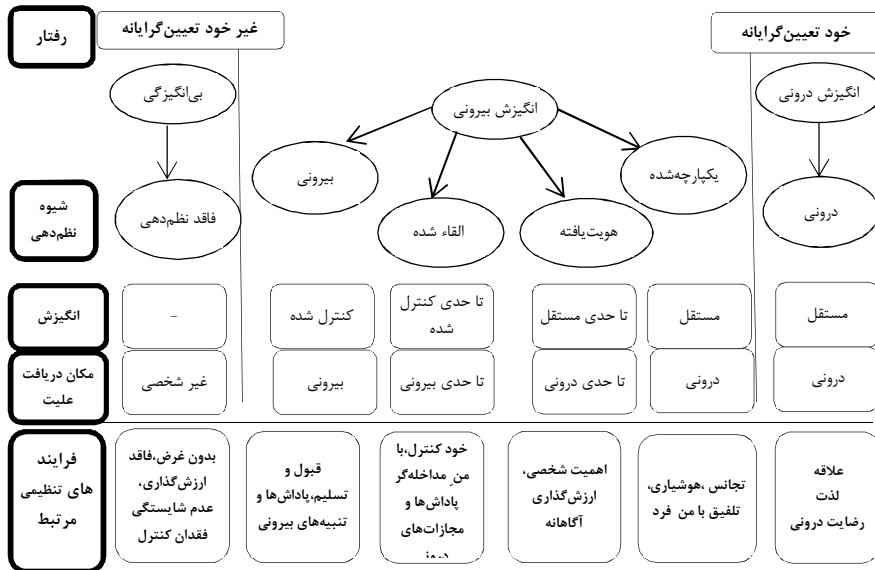 رفتار
خود تعیین‌گرایانه
غیر خود تعیین‌گرایانه
انگیزش درونی
انگیزش بیرونی
بی‌انگیزگی
شیوه
نظم‌دهی
درونی
یکپارچه‌شده
هویت‌یافته
القاء شده
بیرونی
فاقد نظم‌دهی
انگیزش
مستقل
مستقل
تا حدی مستقل
تا حدی کنترل
شده
کنترل شده
-
مکان دریافت
علیت
درونی
درونی
تا حدی درونی
تا حدی بیرونی
بیرونی
غیر شخصی
فرایند
های تنظیمی
مرتبط
علاقه
لذت
رضایت درونی
تجانس ،هوشیاری،
تلفیق با من فرد
اهمیت شخصی،
ارزش‌گذاری
آگاهانه
خود کنترل،با
منِ مداخله‌گر
پاداش‌ها و
مجازات‌های
قبول و
تسلیم،پاداش‌ها و
تنبیه‌های بیرونی
بدون غرض،فاقد
ارزش‌گذاری،
عدم شایستگی
فقدان کنترل